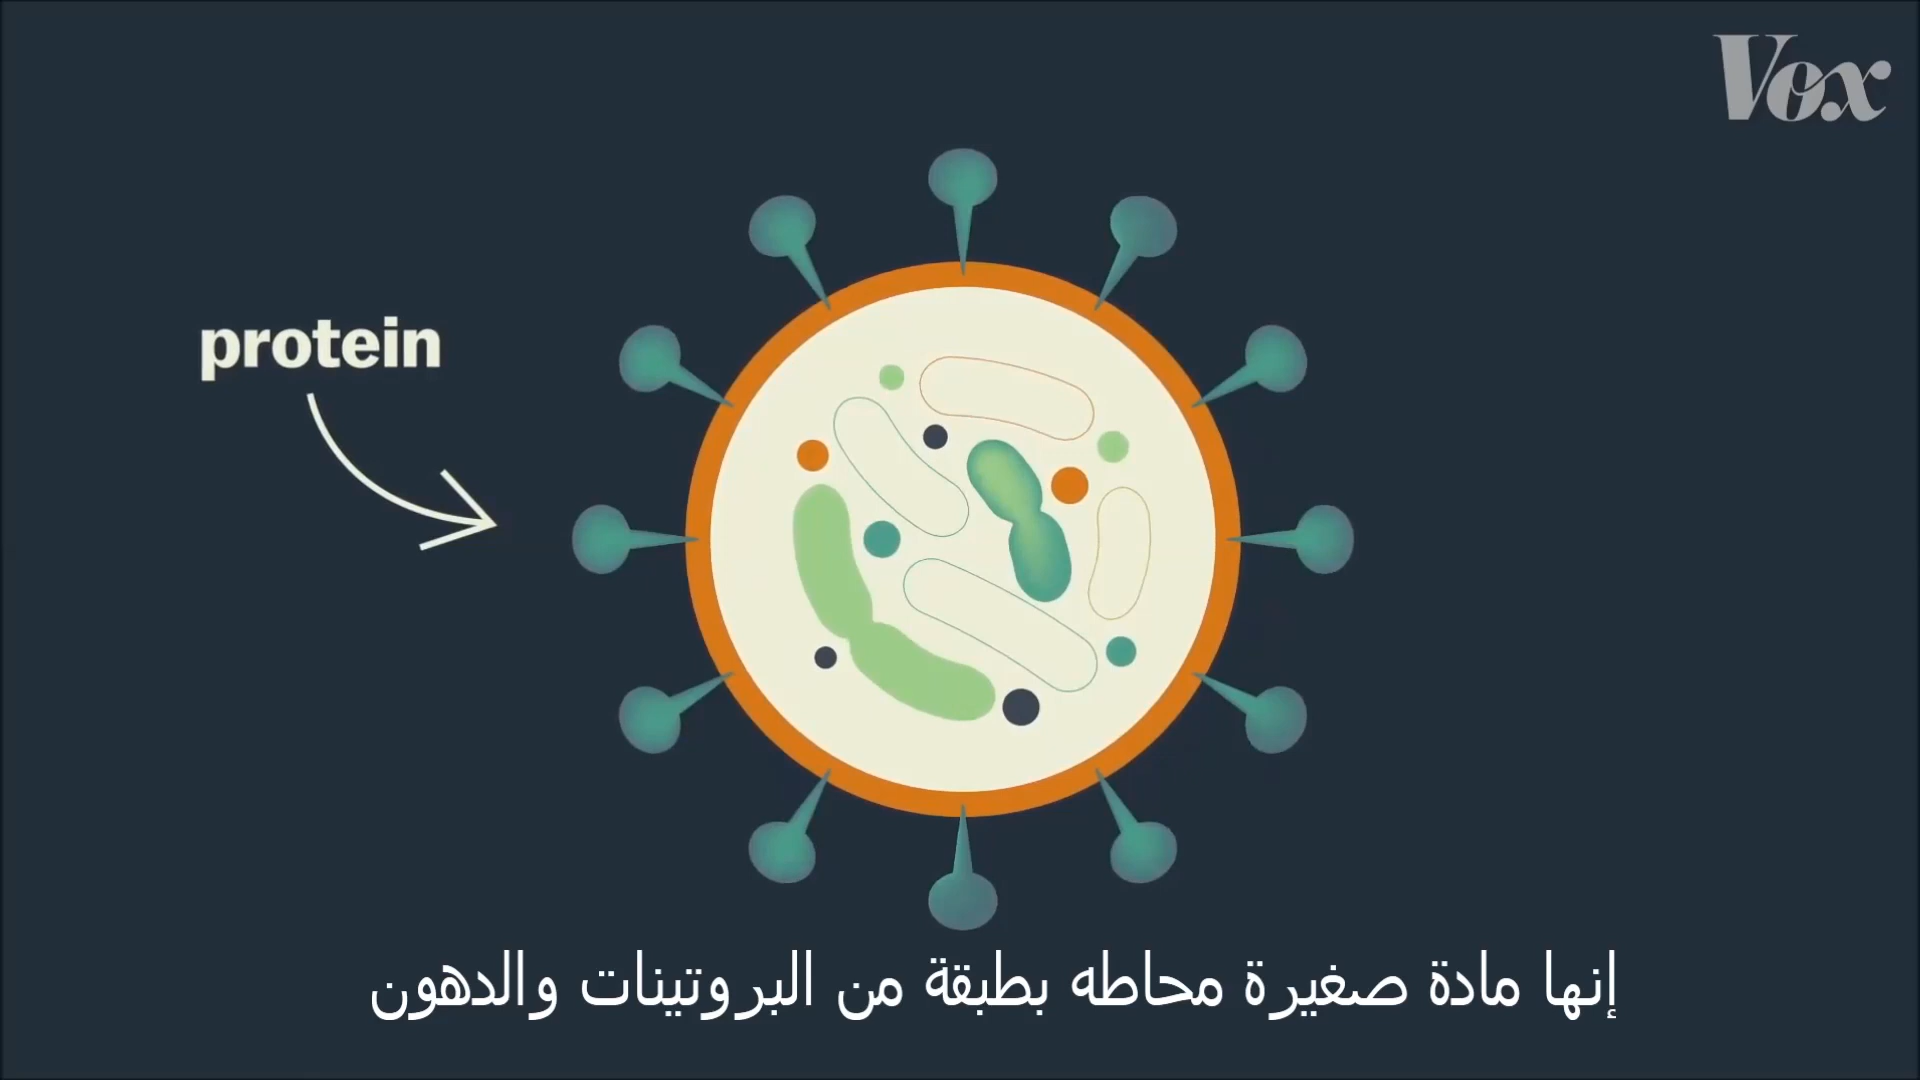 Vox
protein
إنها مادة صغيرة محاطه بطبقة من البروتينات والدهون